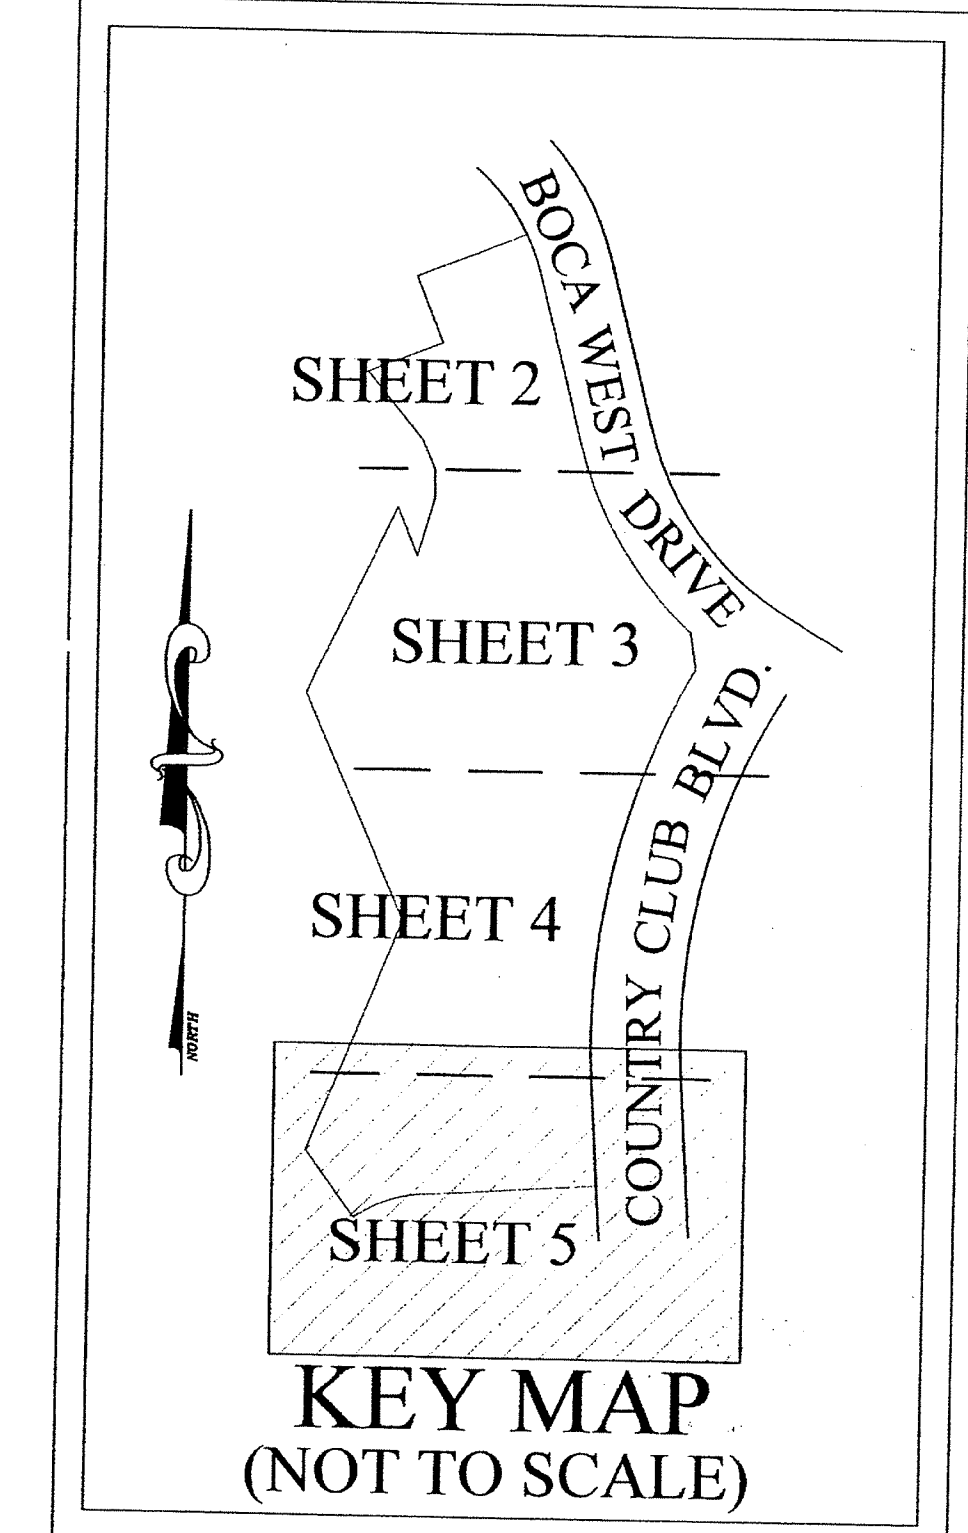 BOCA WEST DRIVE
SHEET 2
SHEET 3
COUNTRY CLUB BLVD.
SHEET 4
NORTH
SHEET 5
KEY MAP
(NOT TO SCALE)